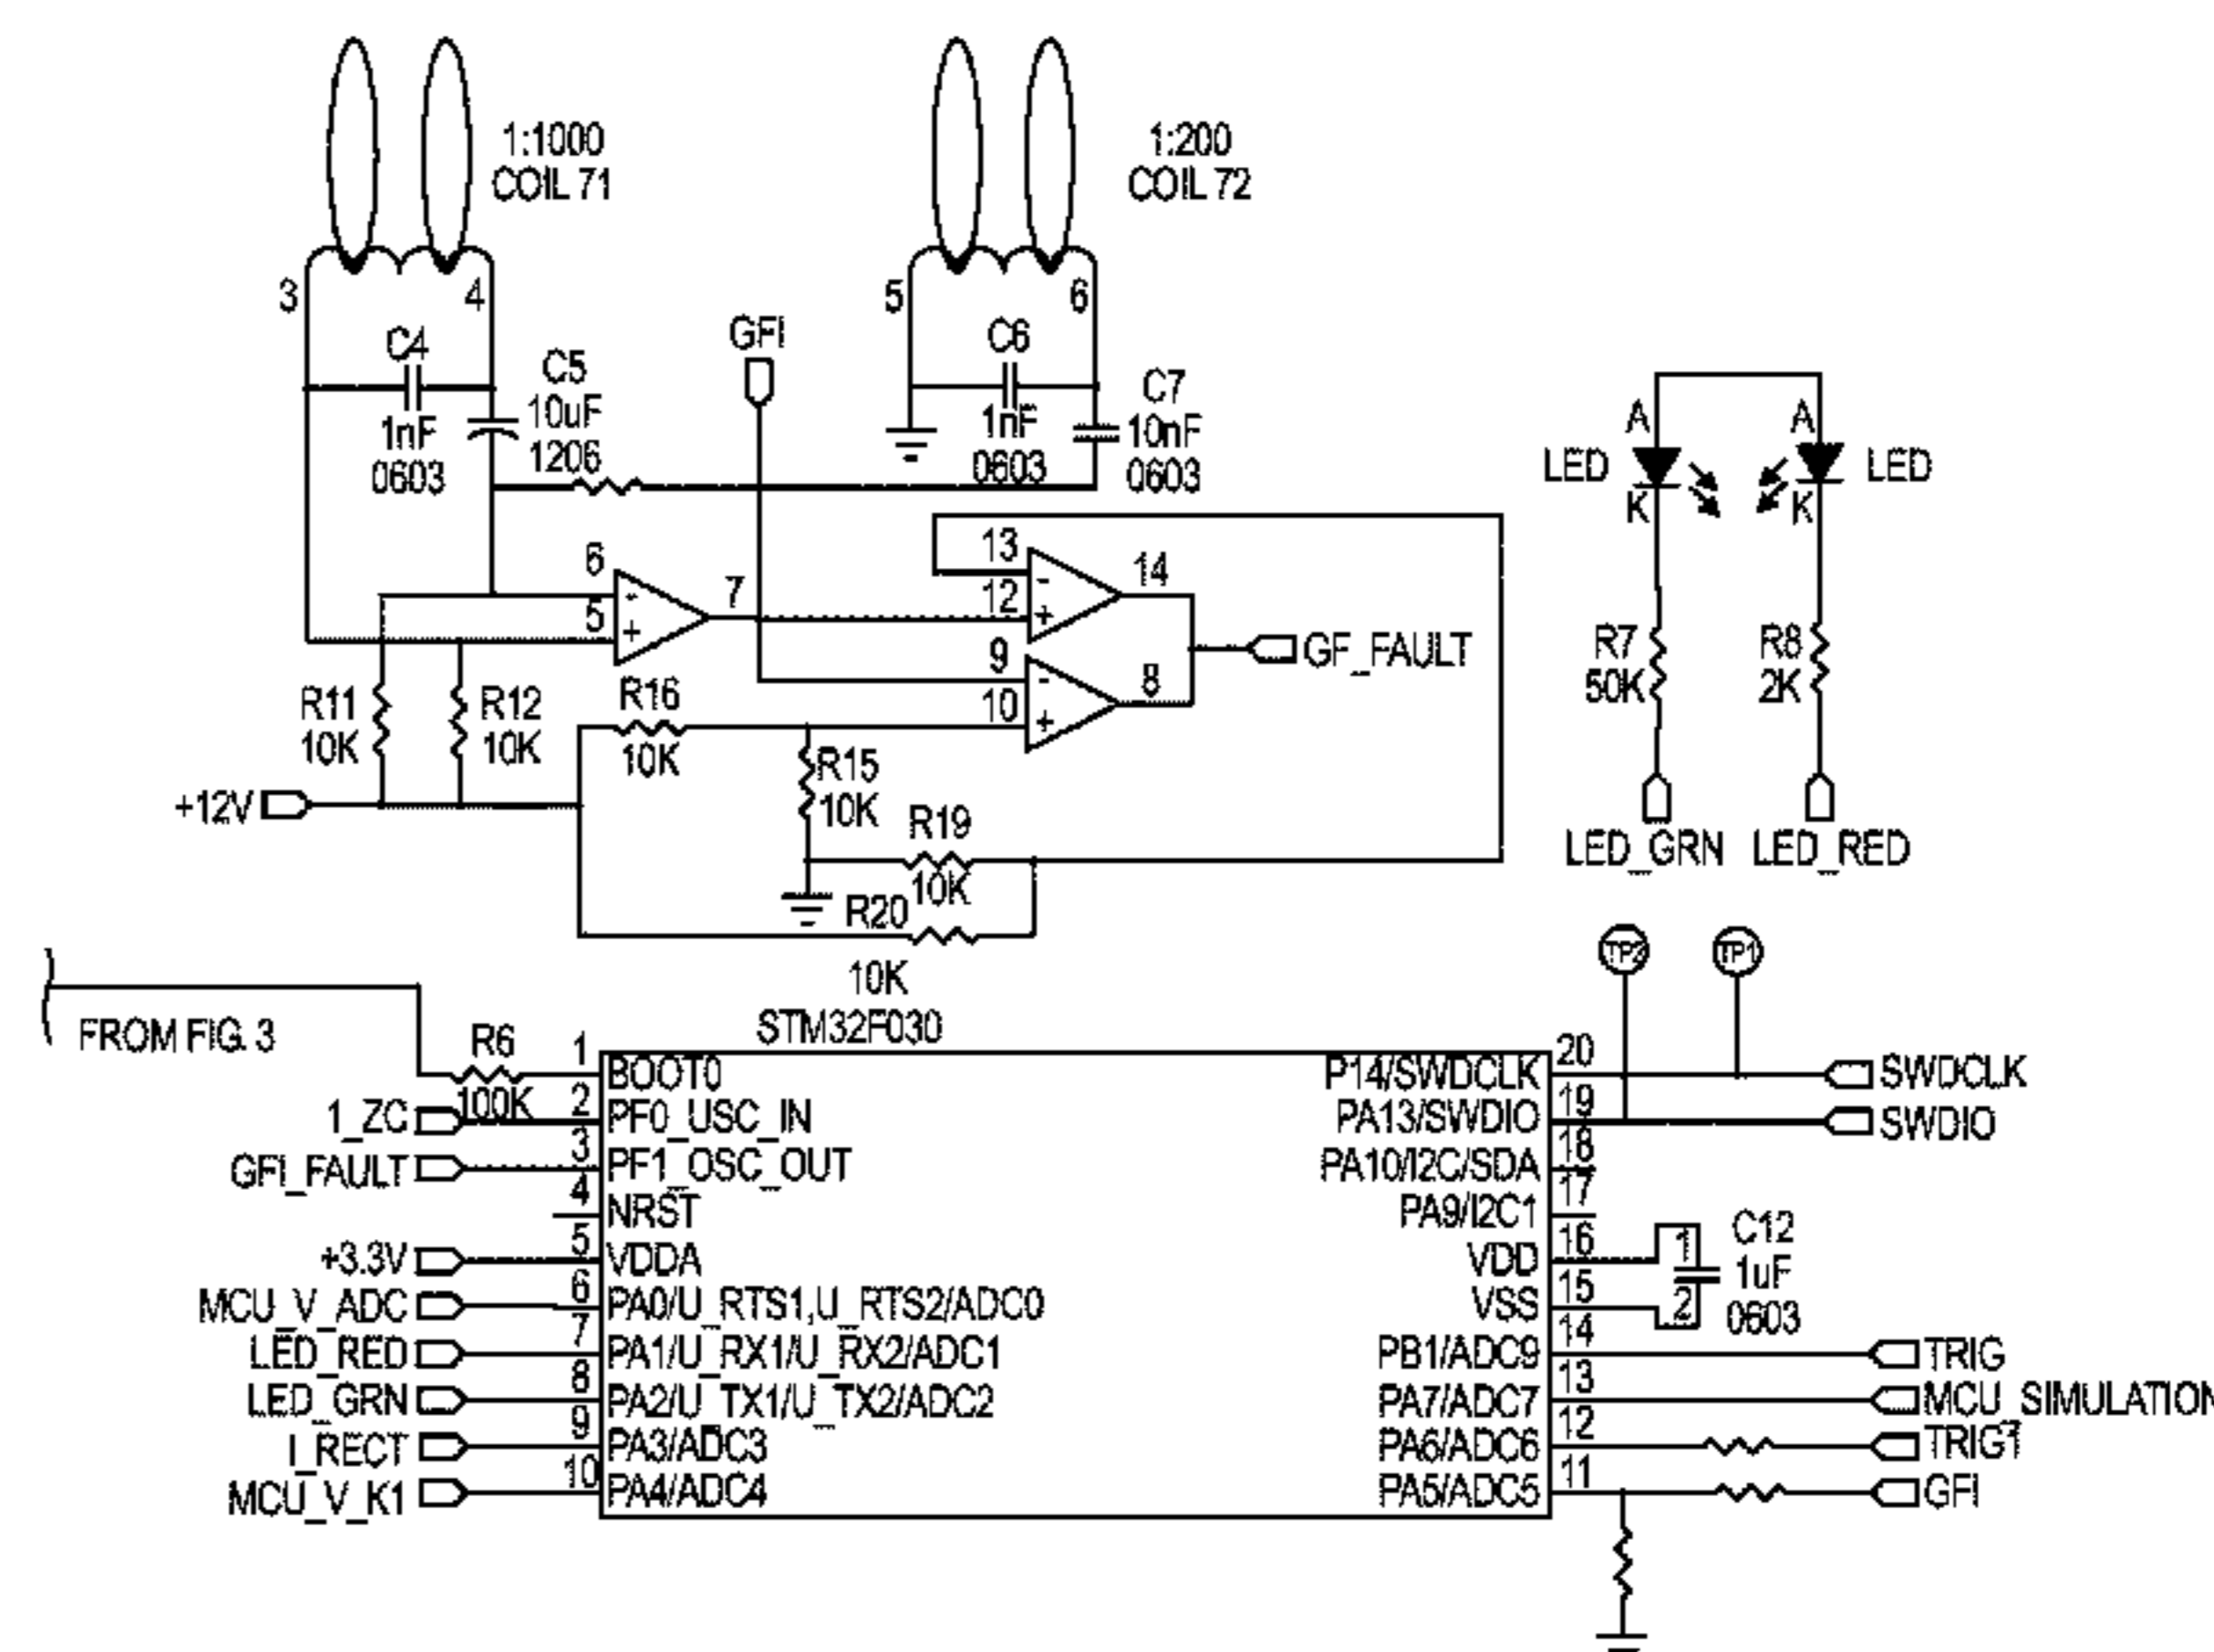 1:1000
COIL 71
1:200
COIL 72
3
4
5
6
C4
1nF
0603
C5
10uF
1206
GFI
C6
1nF
0603
C7
10nF
0603
A
A
LED
LED
K
K
6
-
5
+
7
13
-
12
+
14
9
-
10
+
8
GF_FAULT
R7
50K
R8
2K
R11
10K
R12
10K
R16
10K
R15
10K
+12V
R19
10K
R20
10K
LED_GRN
LED_RED
TP2
TP1
FROM FIG. 3
STM32F030
R6
100K
1
BOOT0
1_ZC
2
PF0_USC_IN
GFI_FAULT
3
PF1_OSC_OUT
4
NRST
+3.3V
5
VDDA
MCU_V_ADC
6
PA0/U_RTS1,U_RTS2/ADC0
LED_RED
7
PA1/U_RX1/U_RX2/ADC1
LED_GRN
8
PA2/U_TX1/U_TX2/ADC2
I_RECT
9
PA3/ADC3
MCU_V_K1
10
PA4/ADC4
P14/SWDCLK
20
SWDCLK
PA13/SWDIO
19
SWDIO
PA10/I2C/SDA
18
PA9/I2C1
17
VDD
16
VSS
15
1
2
C12
1uF
0603
PB1/ADC9
14
TRIG
PA7/ADC7
13
MCU_SIMULATION
PA6/ADC6
12
TRIG1
PA5/ADC5
11
GFI